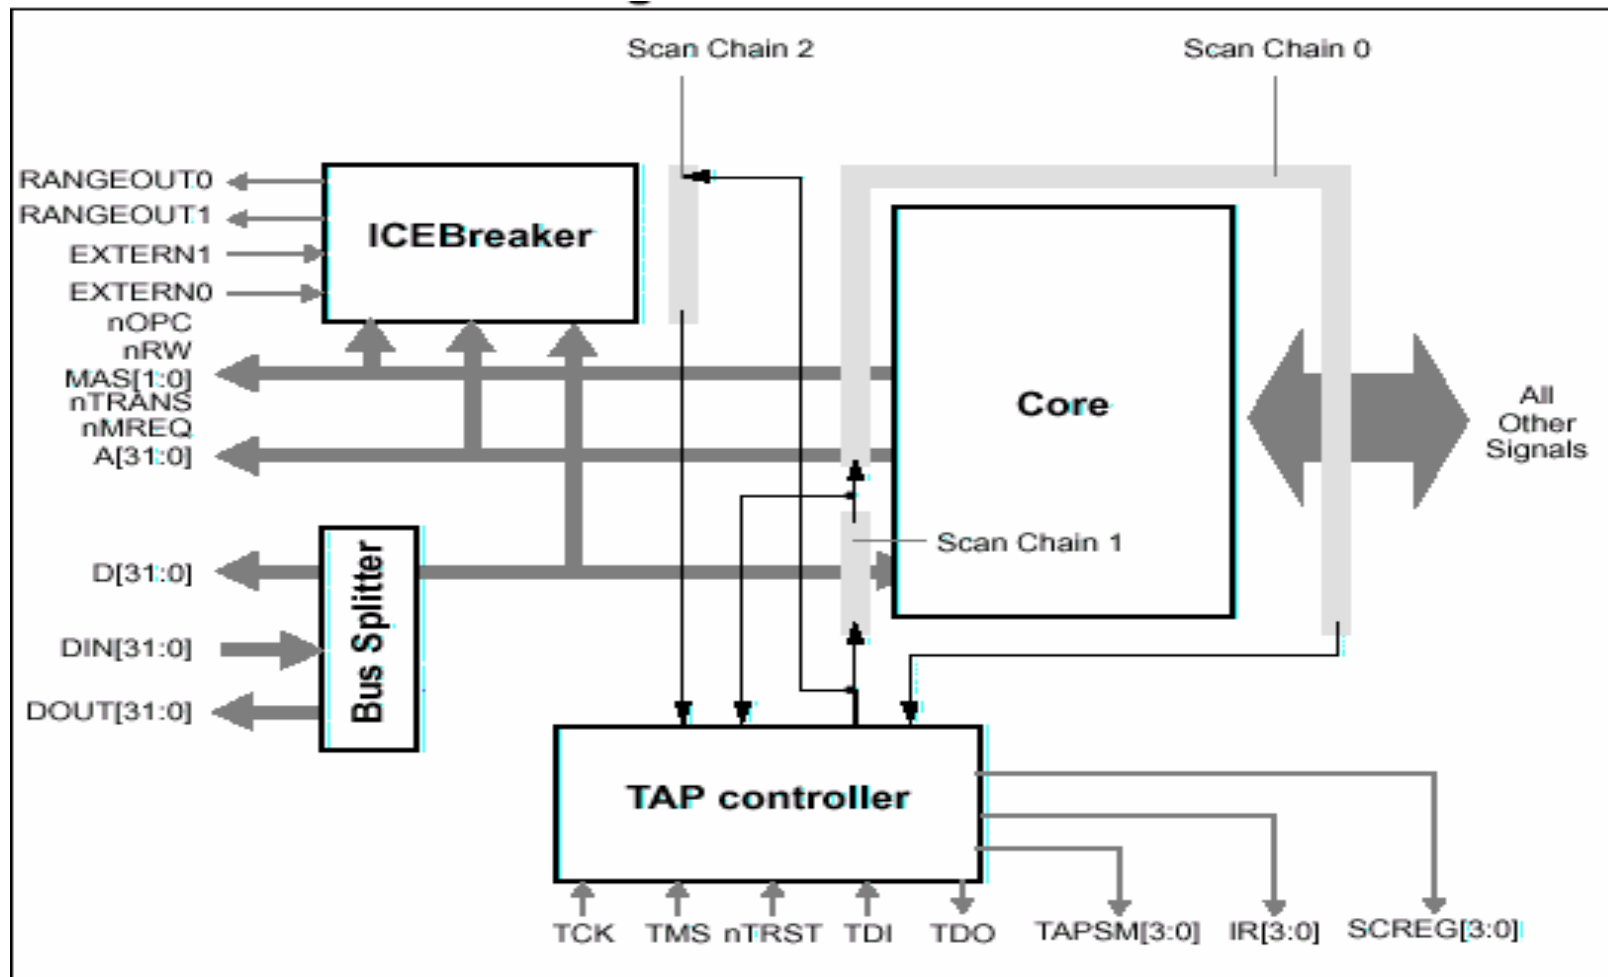 Scan Chain 2
Scan Chain 0
RANGEOUT0
RANGEOUT1
EXTERN1
EXTERN0
nOPC
nRW
MAS[1:0]
nTRANS
nMREQ
A[31:0]
D[31:0]
DIN[31:0]
DOUT[31:0]
ICEBreaker
Core
All
Other
Signals
Scan Chain 1
Bus Splitter
TAP controller
TCK
TMS
nTRST
TDI
TDO
TAPSM[3:0]
IR[3:0]
SCREG[3:0]